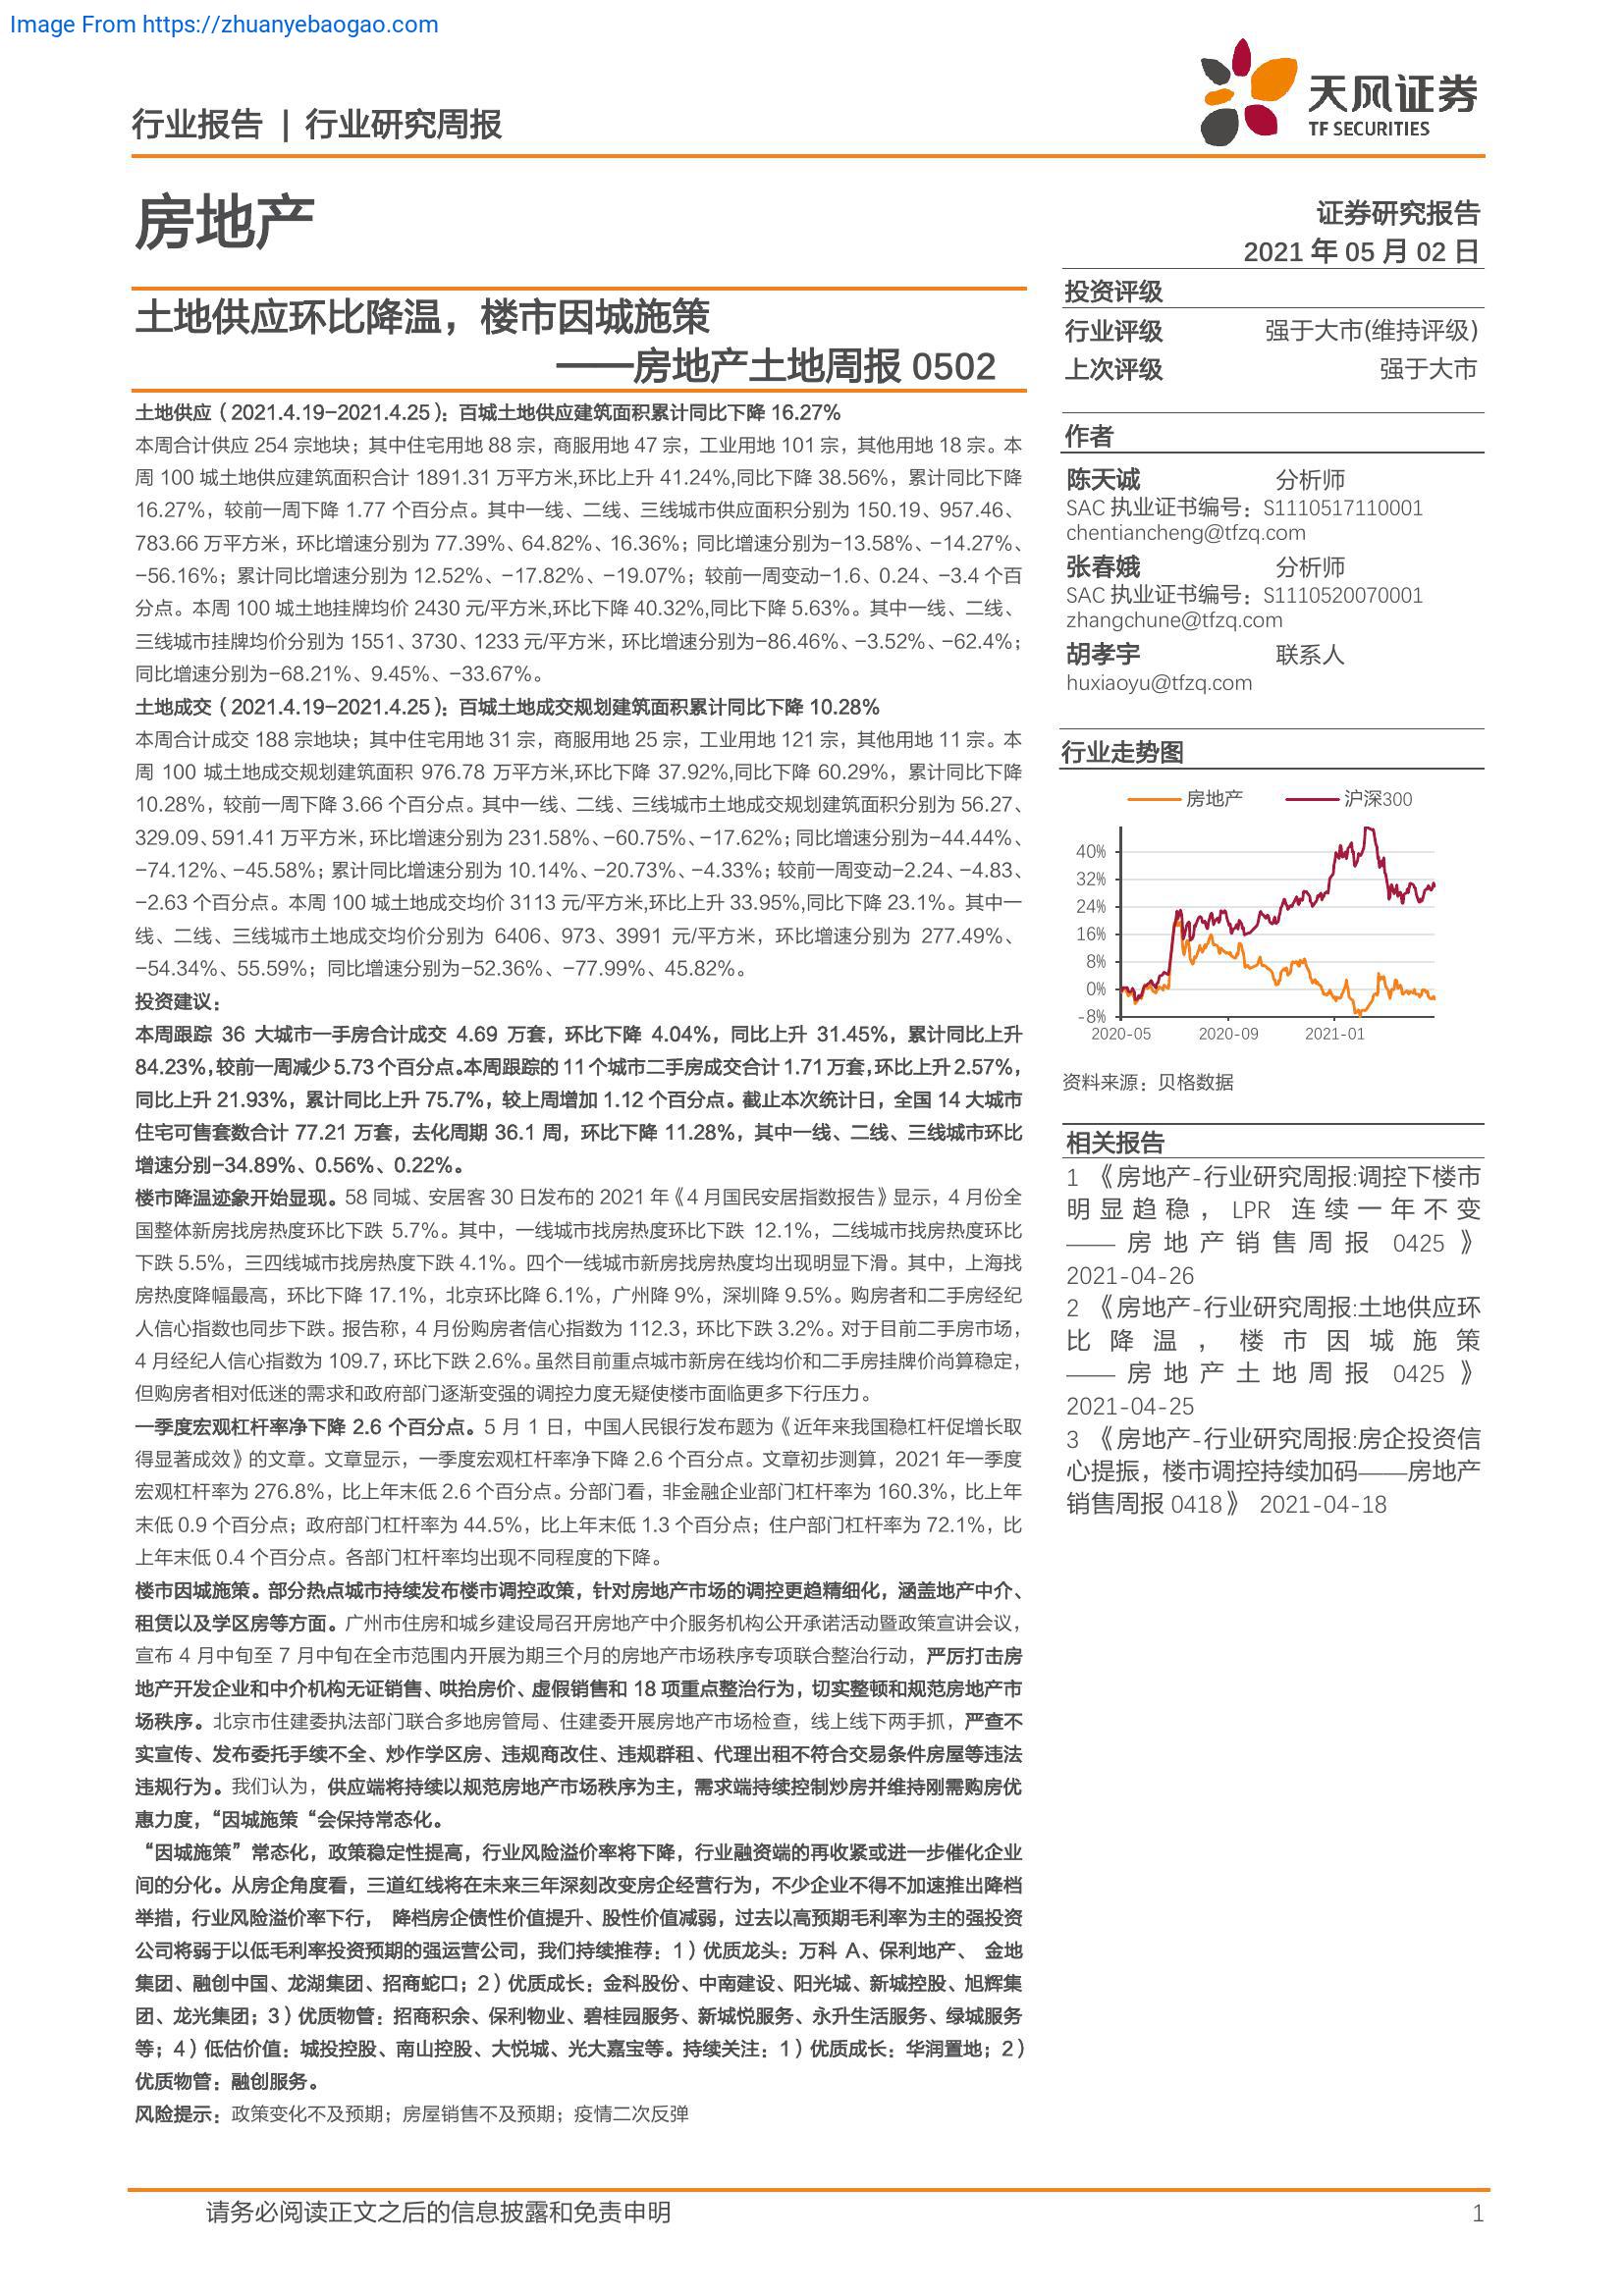 Image From https://zhuanyebaogao.com
行业报告 | 行业研究周报
天风证券
TF SECURITIES
房地产
证券研究报告
2021 年 05 月 02 日
土地供应环比降温，楼市因城施策
——房地产土地周报 0502
土地供应（2021.4.19-2021.4.25）：百城土地供应建筑面积累计同比下降 16.27%
本周合计供应 254 宗地块；其中住宅用地 88 宗，商服用地 47 宗，工业用地 101 宗，其他用地 18 宗。本
周 100 城土地供应建筑面积合计 1891.31 万平方米,环比上升 41.24%,同比下降 38.56%，累计同比下降
16.27%，较前一周下降 1.77 个百分点。其中一线、二线、三线城市供应面积分别为 150.19、957.46、
783.66 万平方米，环比增速分别为 77.39%、64.82%、16.36%；同比增速分别为-13.58%、-14.27%、
-56.16%；累计同比增速分别为 12.52%、-17.82%、-19.07%；较前一周变动-1.6、0.24、-3.4 个百
分点。本周 100 城土地挂牌均价 2430 元/平方米,环比下降 40.32%,同比下降 5.63%。其中一线、二线、
三线城市挂牌均价分别为 1551、3730、1233 元/平方米，环比增速分别为-86.46%、-3.52%、-62.4%；
同比增速分别为-68.21%、9.45%、-33.67%。
土地成交（2021.4.19-2021.4.25）：百城土地成交规划建筑面积累计同比下降 10.28%
本周合计成交 188 宗地块；其中住宅用地 31 宗，商服用地 25 宗，工业用地 121 宗，其他用地 11 宗。本
周 100 城土地成交规划建筑面积 976.78 万平方米,环比下降 37.92%,同比下降 60.29%，累计同比下降
10.28%，较前一周下降 3.66 个百分点。其中一线、二线、三线城市土地成交规划建筑面积分别为 56.27、
329.09、591.41 万平方米，环比增速分别为 231.58%、-60.75%、-17.62%；同比增速分别为-44.44%、
-74.12%、-45.58%；累计同比增速分别为 10.14%、-20.73%、-4.33%；较前一周变动-2.24、-4.83、
-2.63 个百分点。本周 100 城土地成交均价 3113 元/平方米,环比上升 33.95%,同比下降 23.1%。其中一
线、二线、三线城市土地成交均价分别为 6406、973、3991 元/平方米，环比增速分别为 277.49%、
-54.34%、55.59%；同比增速分别为-52.36%、-77.99%、45.82%。
投资建议：
本周跟踪 36 大城市一手房合计成交 4.69 万套，环比下降 4.04%，同比上升 31.45%，累计同比上升
84.23%，较前一周减少 5.73 个百分点。本周跟踪的 11 个城市二手房成交合计 1.71 万套，环比上升 2.57%，
同比上升 21.93%，累计同比上升 75.7%，较上周增加 1.12 个百分点。截止本次统计日，全国 14 大城市
住宅可售套数合计 77.21 万套，去化周期 36.1 周，环比下降 11.28%，其中一线、二线、三线城市环比
增速分别-34.89%、0.56%、0.22%。
楼市降温迹象开始显现。58 同城、安居客 30 日发布的 2021 年《4 月国民安居指数报告》显示，4 月份全
国整体新房找房热度环比下跌 5.7%。其中，一线城市找房热度环比下跌 12.1%，二线城市找房热度环比
下跌 5.5%，三四线城市找房热度下跌 4.1%。四个一线城市新房找房热度均出现明显下滑。其中，上海找
房热度降幅最高，环比下降 17.1%，北京环比降 6.1%，广州降 9%，深圳降 9.5%。购房者和二手房经纪
人信心指数也同步下跌。报告称，4 月份购房者信心指数为 112.3，环比下跌 3.2%。对于目前二手房市场，
4 月经纪人信心指数为 109.7，环比下跌 2.6%。虽然目前重点城市新房在线均价和二手房挂牌价尚算稳定，
但购房者相对低迷的需求和政府部门逐渐变强的调控力度无疑使楼市面临更多下行压力。
一季度宏观杠杆率净下降 2.6 个百分点。5 月 1 日，中国人民银行发布题为《近年来我国稳杠杆促增长取
得显著成效》的文章。文章显示，一季度宏观杠杆率净下降 2.6 个百分点。文章初步测算，2021 年一季度
宏观杠杆率为 276.8%，比上年末低 2.6 个百分点。分部门看，非金融企业部门杠杆率为 160.3%，比上年
末低 0.9 个百分点；政府部门杠杆率为 44.5%，比上年末低 1.3 个百分点；住户部门杠杆率为 72.1%，比
上年末低 0.4 个百分点。各部门杠杆率均出现不同程度的下降。
楼市因城施策。部分热点城市持续发布楼市调控政策，针对房地产市场的调控更趋精细化，涵盖地产中介、
租赁以及学区房等方面。广州市住房和城乡建设局召开房地产中介服务机构公开承诺活动暨政策宣讲会议，
宣布 4 月中旬至 7 月中旬在全市范围内开展为期三个月的房地产市场秩序专项联合整治行动，严厉打击房
地产开发企业和中介机构无证销售、哄抬房价、虚假销售和 18 项重点整治行为，切实整顿和规范房地产市
场秩序。北京市住建委执法部门联合多地房管局、住建委开展房地产市场检查，线上线下两手抓，严查不
实宣传、发布委托手续不全、炒作学区房、违规商改住、违规群租、代理出租不符合交易条件房屋等违法
违规行为。我们认为，供应端将持续以规范房地产市场秩序为主，需求端持续控制炒房并维持刚需购房优
惠力度，“因城施策“会保持常态化。
“因城施策”常态化，政策稳定性提高，行业风险溢价率将下降，行业融资端的再收紧或进一步催化企业
间的分化。从房企角度看，三道红线将在未来三年深刻改变房企经营行为，不少企业不得不加速推出降档
举措，行业风险溢价率下行， 降档房企债性价值提升、股性价值减弱，过去以高预期毛利率为主的强投资
公司将弱于以低毛利率投资预期的强运营公司，我们持续推荐：1）优质龙头：万科 A、保利地产、 金地
集团、融创中国、龙湖集团、招商蛇口；2）优质成长：金科股份、中南建设、阳光城、新城控股、旭辉集
团、龙光集团；3）优质物管：招商积余、保利物业、碧桂园服务、新城悦服务、永升生活服务、绿城服务
等；4）低估价值：城投控股、南山控股、大悦城、光大嘉宝等。持续关注：1）优质成长：华润置地；2）
优质物管：融创服务。
风险提示：政策变化不及预期；房屋销售不及预期；疫情二次反弹
投资评级
行业评级 强于大市(维持评级)
上次评级 强于大市
作者
陈天诚 分析师
SAC 执业证书编号：S1110517110001
chentiancheng@tfzq.com
张春娥 分析师
SAC 执业证书编号：S1110520070001
zhangchune@tfzq.com
胡孝宇 联系人
huxiaoyu@tfzq.com
行业走势图
房地产 沪深300
40%
32%
24%
16%
8%
0%
-8%
2020-05 2020-09 2021-01
资料来源：贝格数据
相关报告
1 《房地产-行业研究周报:调控下楼市
明显趋稳，LPR 连续一年不变
——房地产销售周报 0425》
2021-04-26
2 《房地产-行业研究周报:土地供应环
比降温，楼市因城施策
——房地产土地周报 0425》
2021-04-25
3 《房地产-行业研究周报:房企投资信
心提振，楼市调控持续加码——房地产
销售周报 0418》 2021-04-18
请务必阅读正文之后的信息披露和免责申明 1